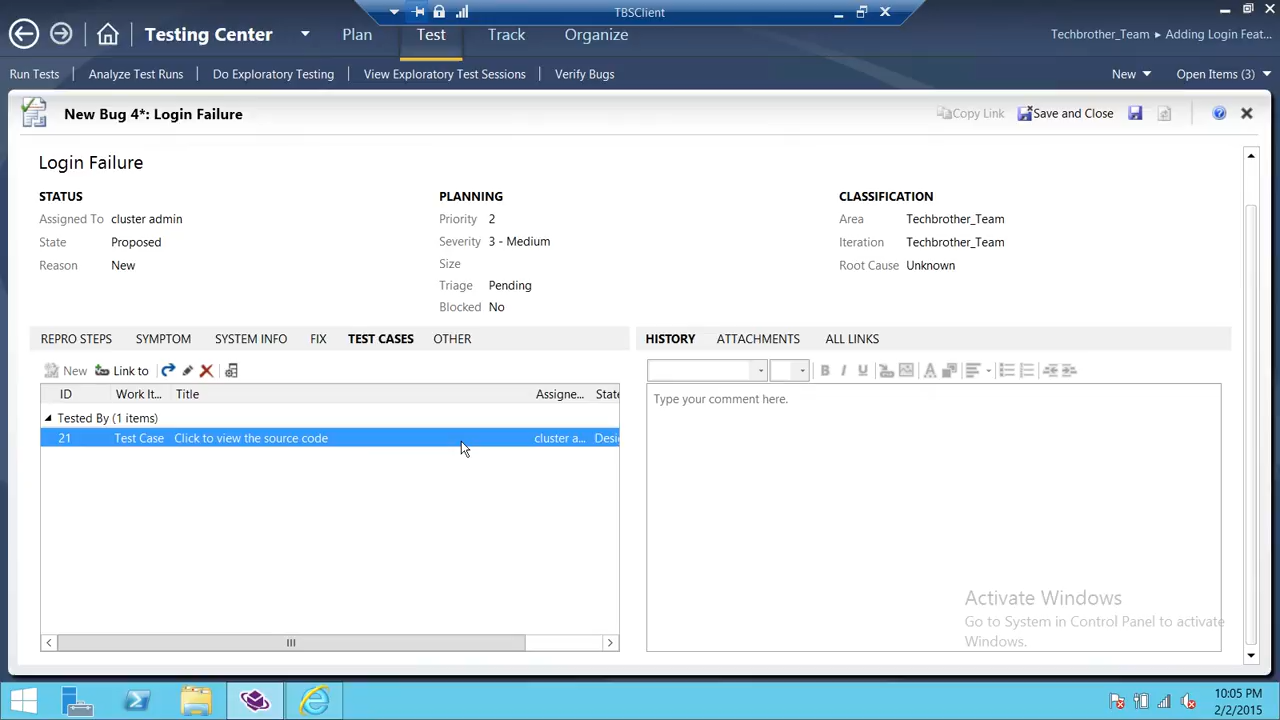 TBSClient
Testing Center Plan Test Track Organize Techbrother_Team ▸ Adding Login Feat...
Run Tests Analyze Test Runs Do Exploratory Testing View Exploratory Test Sessions Verify Bugs New Open Items (3)
New Bug 4*: Login Failure Copy Link Save and Close
Login Failure
STATUS PLANNING CLASSIFICATION
Assigned To cluster admin Priority 2 Area Techbrother_Team
State Proposed Severity 3 - Medium Iteration Techbrother_Team
Reason New Size Root Cause Unknown
Triage Pending
Blocked No
REPRO STEPS SYMPTOM SYSTEM INFO FIX TEST CASES OTHER HISTORY ATTACHMENTS ALL LINKS
New Link to B I U A
ID Work It... Title Assigne... State
Tested By (1 items) Type your comment here.
21 Test Case Click to view the source code cluster a... Desi
Activate Windows
Go to System in Control Panel to activate
Windows.
10:05 PM
2/2/2015